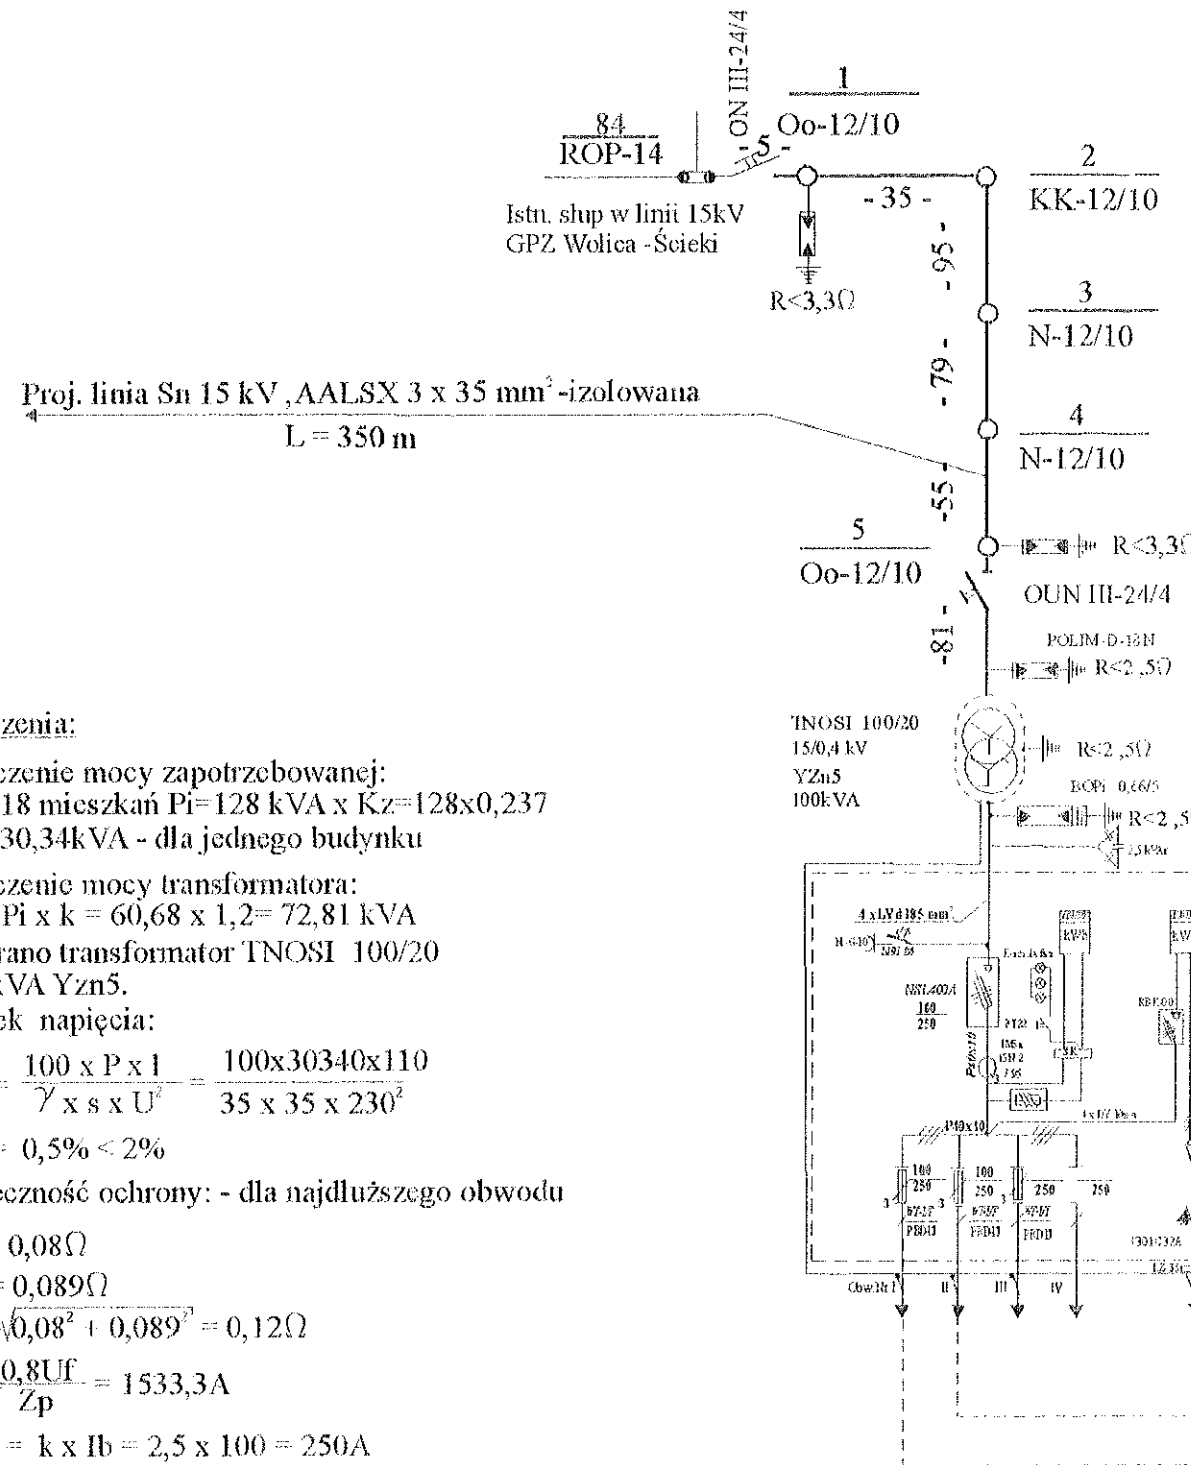 ON III-24/4
1
Oo-12/10
84
ROP-14
- 5 -
2
KK-12/10
- 35 -
Istn. słup w linii 15kV
GPZ Wolica -Ścieki
R<3,3Ω
- 95 -
3
N-12/10
- 79 -
Proj. linia Sn 15 kV , AALSX 3 x 35 mm² -izolowana
L = 350 m
4
N-12/10
- 55 -
5
Oo-12/10
R<3,3Ω
OUN III-24/4
-81 -
POLIM-D-18N
R<2 ,5Ω
TNOSI 100/20
15/0,4 kV
YZn5
100kVA
R<2 ,5Ω
BOPi 0,66/5
R<2 ,5
2,5 kVAr
zenia:
czenie mocy zapotrzebowanej:
18 mieszkań Pi=128 kVA x Kz=128x0,237
30,34kVA - dla jednego budynku
czenie mocy transformatora:
Pi x k = 60,68 x 1,2= 72,81 kVA
rano transformator TNOSI 100/20
kVA Yzn5.
ek napięcia:
= 100 x P x l / γ x s x U² = 100x30340x110 / 35 x 35 x 230²
= 0,5% < 2%
eczność ochrony: - dla najdłuższego obwodu
0,08Ω
= 0,089Ω
√0,08² + 0,089² = 0,12Ω
0,8Uf / Zp = 1533,3A
= k x Ib = 2,5 x 100 = 250A
kWh
160
250
P40x10
100
250
100
250
250
250
3
3
3
Obw.Nr I
II
III
IV